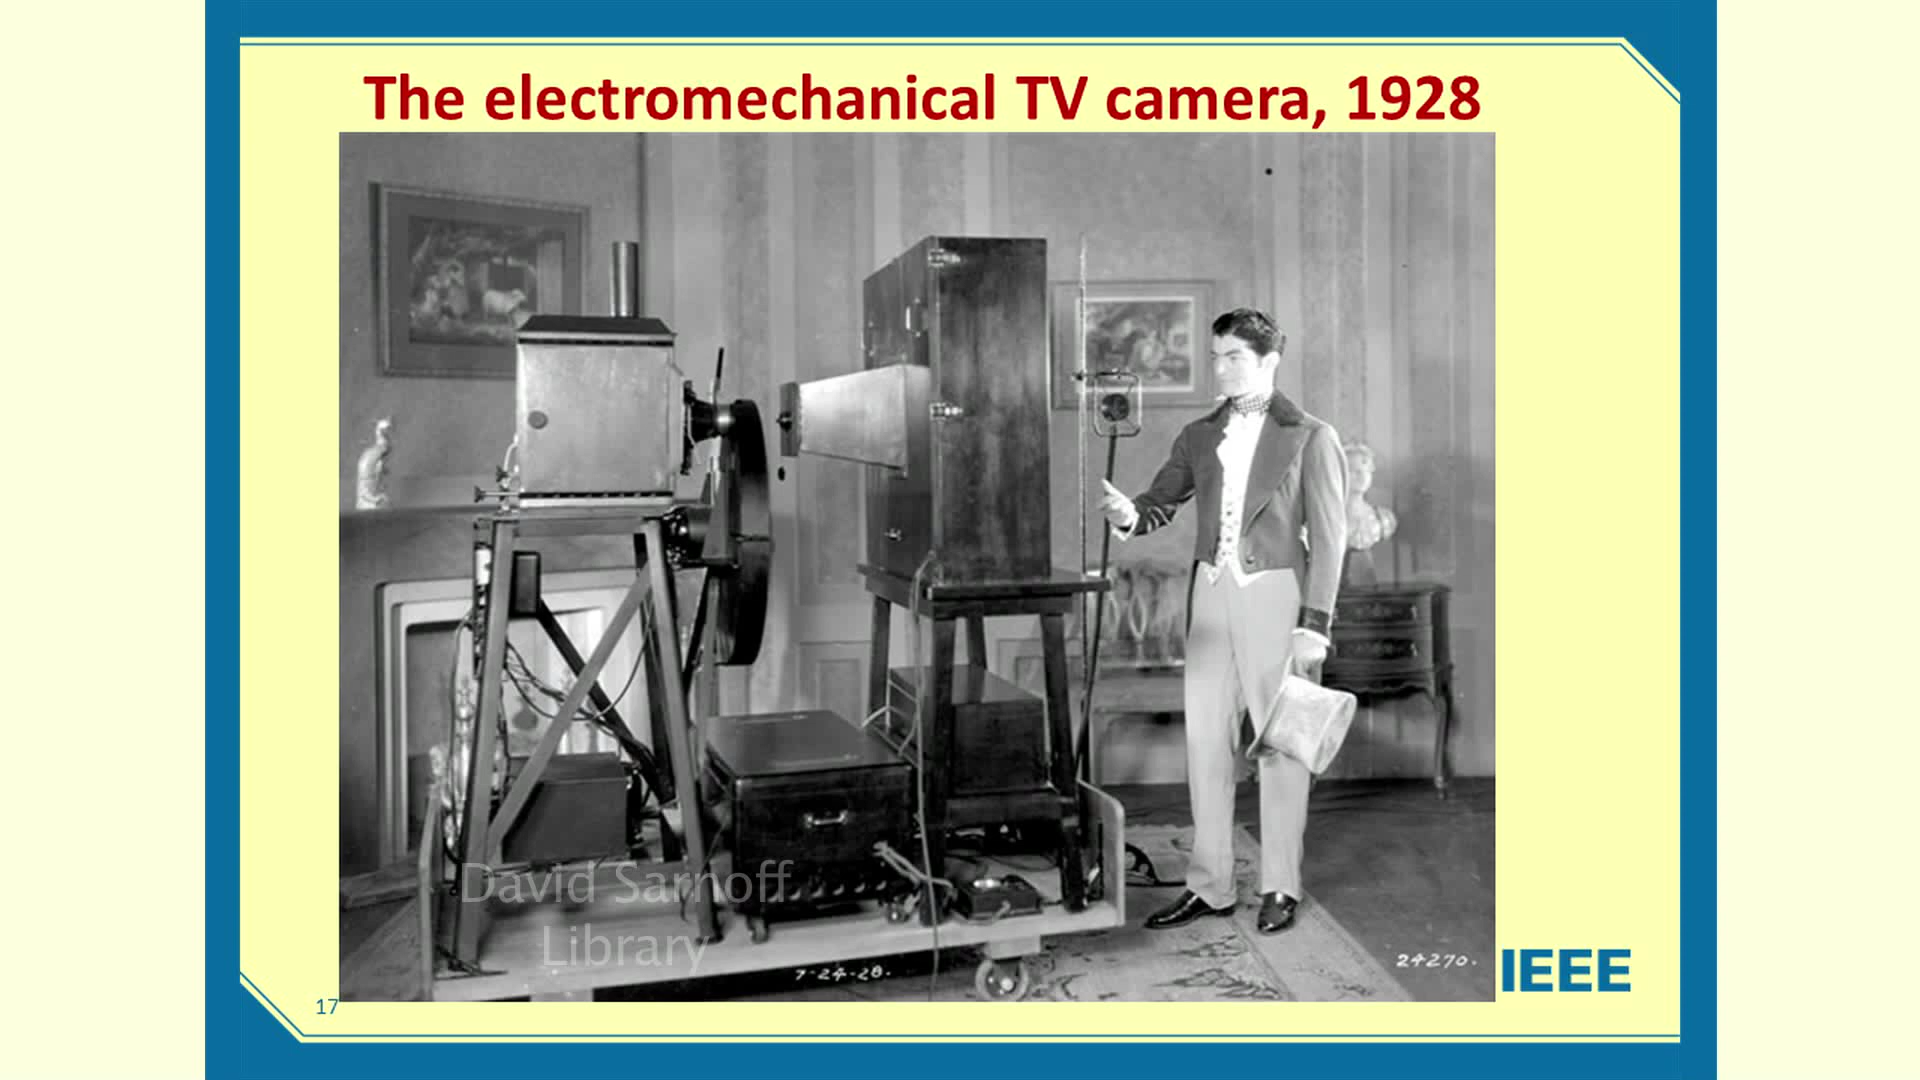 The electromechanical TV camera, 1928
David Sarnoff
Library
7-24-28.
24270.
IEEE
17